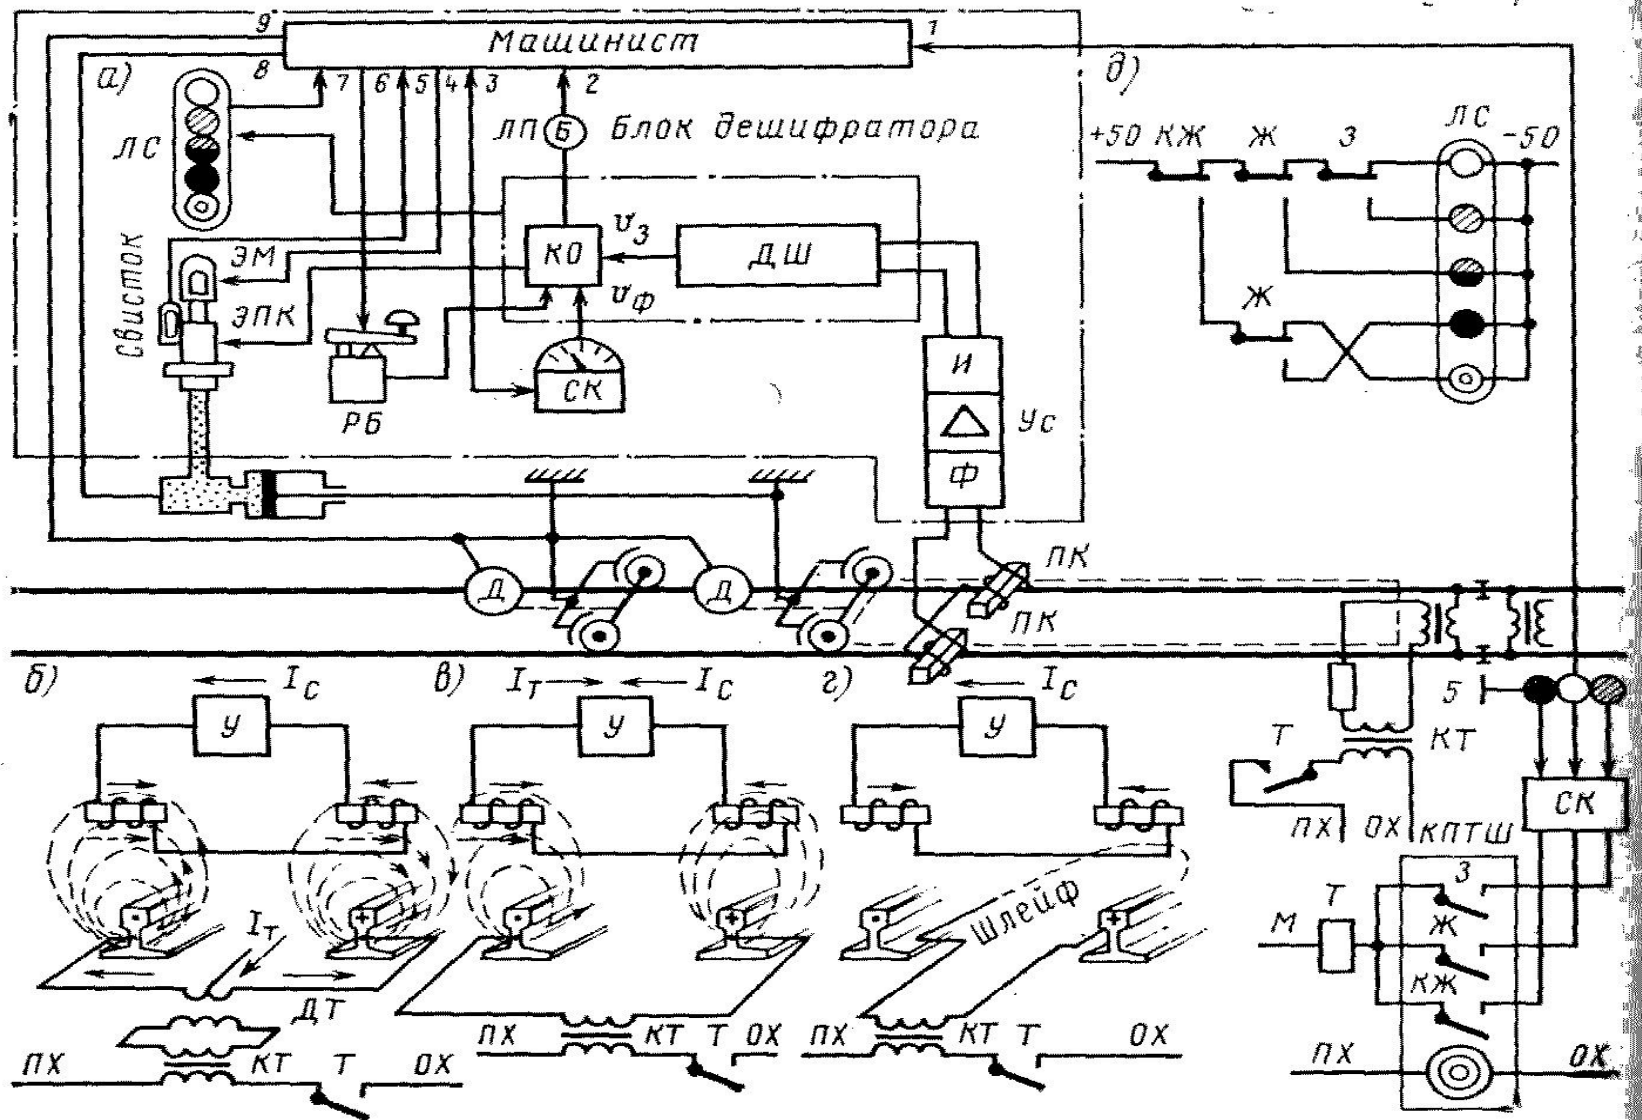 9 Машинист 1
а) 8 7 6 5 4 3 2 д)
ЛС ЛП Б Блок дешифратора
+50 КЖ Ж З ЛС -50
Свисток ЭМ КО v З ДШ
ЭПК v Ф Ж
РБ СК И Ус
Ф
ПК
Д Д
ПК
б) I С в) I Т I С г) I С 5
У У У Т КТ
СК
ПХ ОХ КПТШ
I Т Шлейф М Т З
Ж
ДТ КЖ
ПХ КТ Т ОХ ПХ КТ Т ОХ ПХ КТ Т ОХ ПХ ОХ